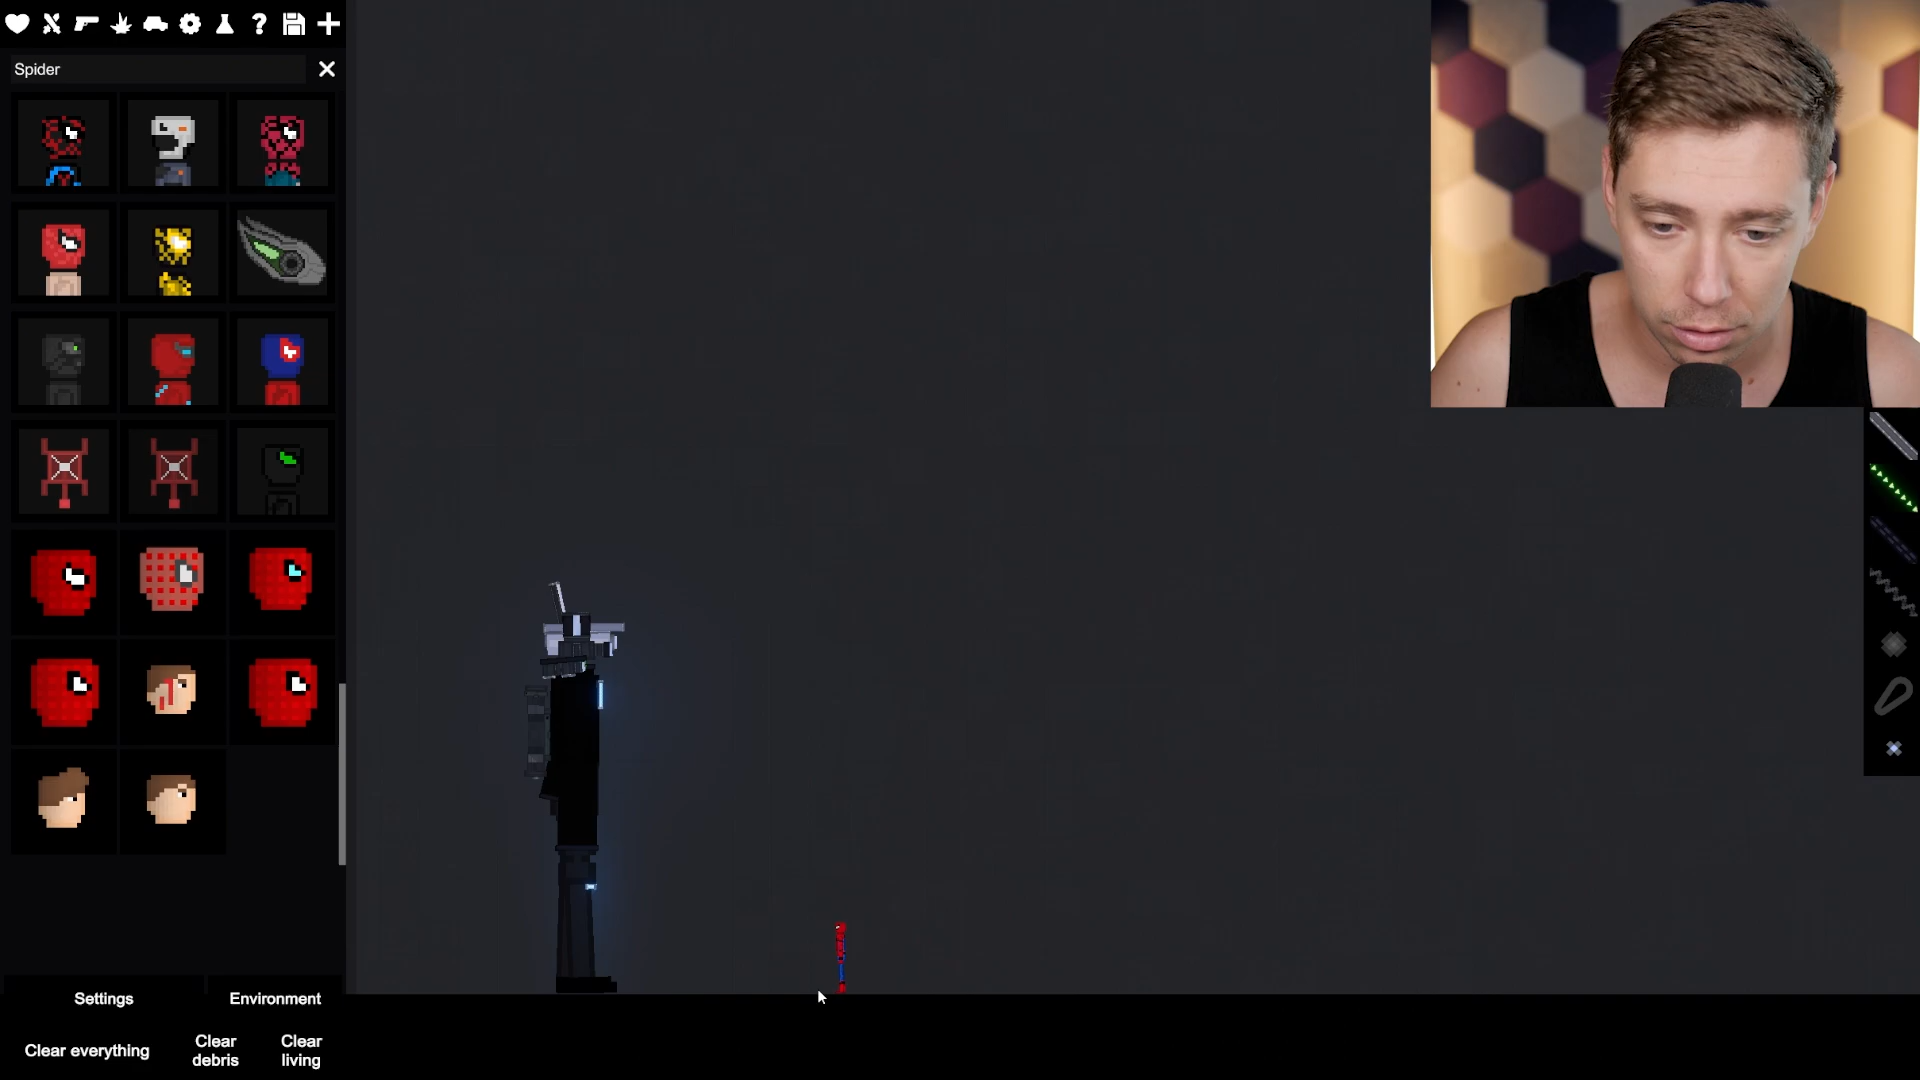 Spider
Settings
Environment
Clear everything
Clear
debris
Clear
living